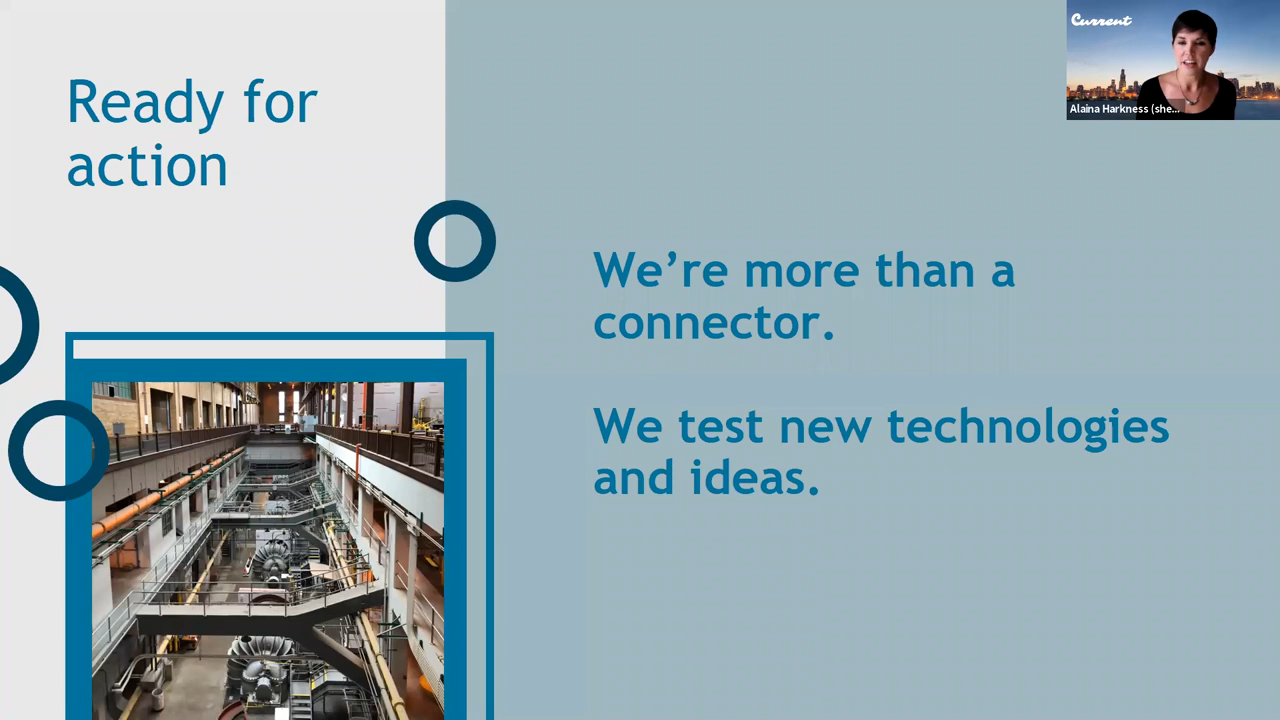 Ready for
action
We’re more than a
connector.
We test new technologies
and ideas.
Current
Alaina Harkness (she...